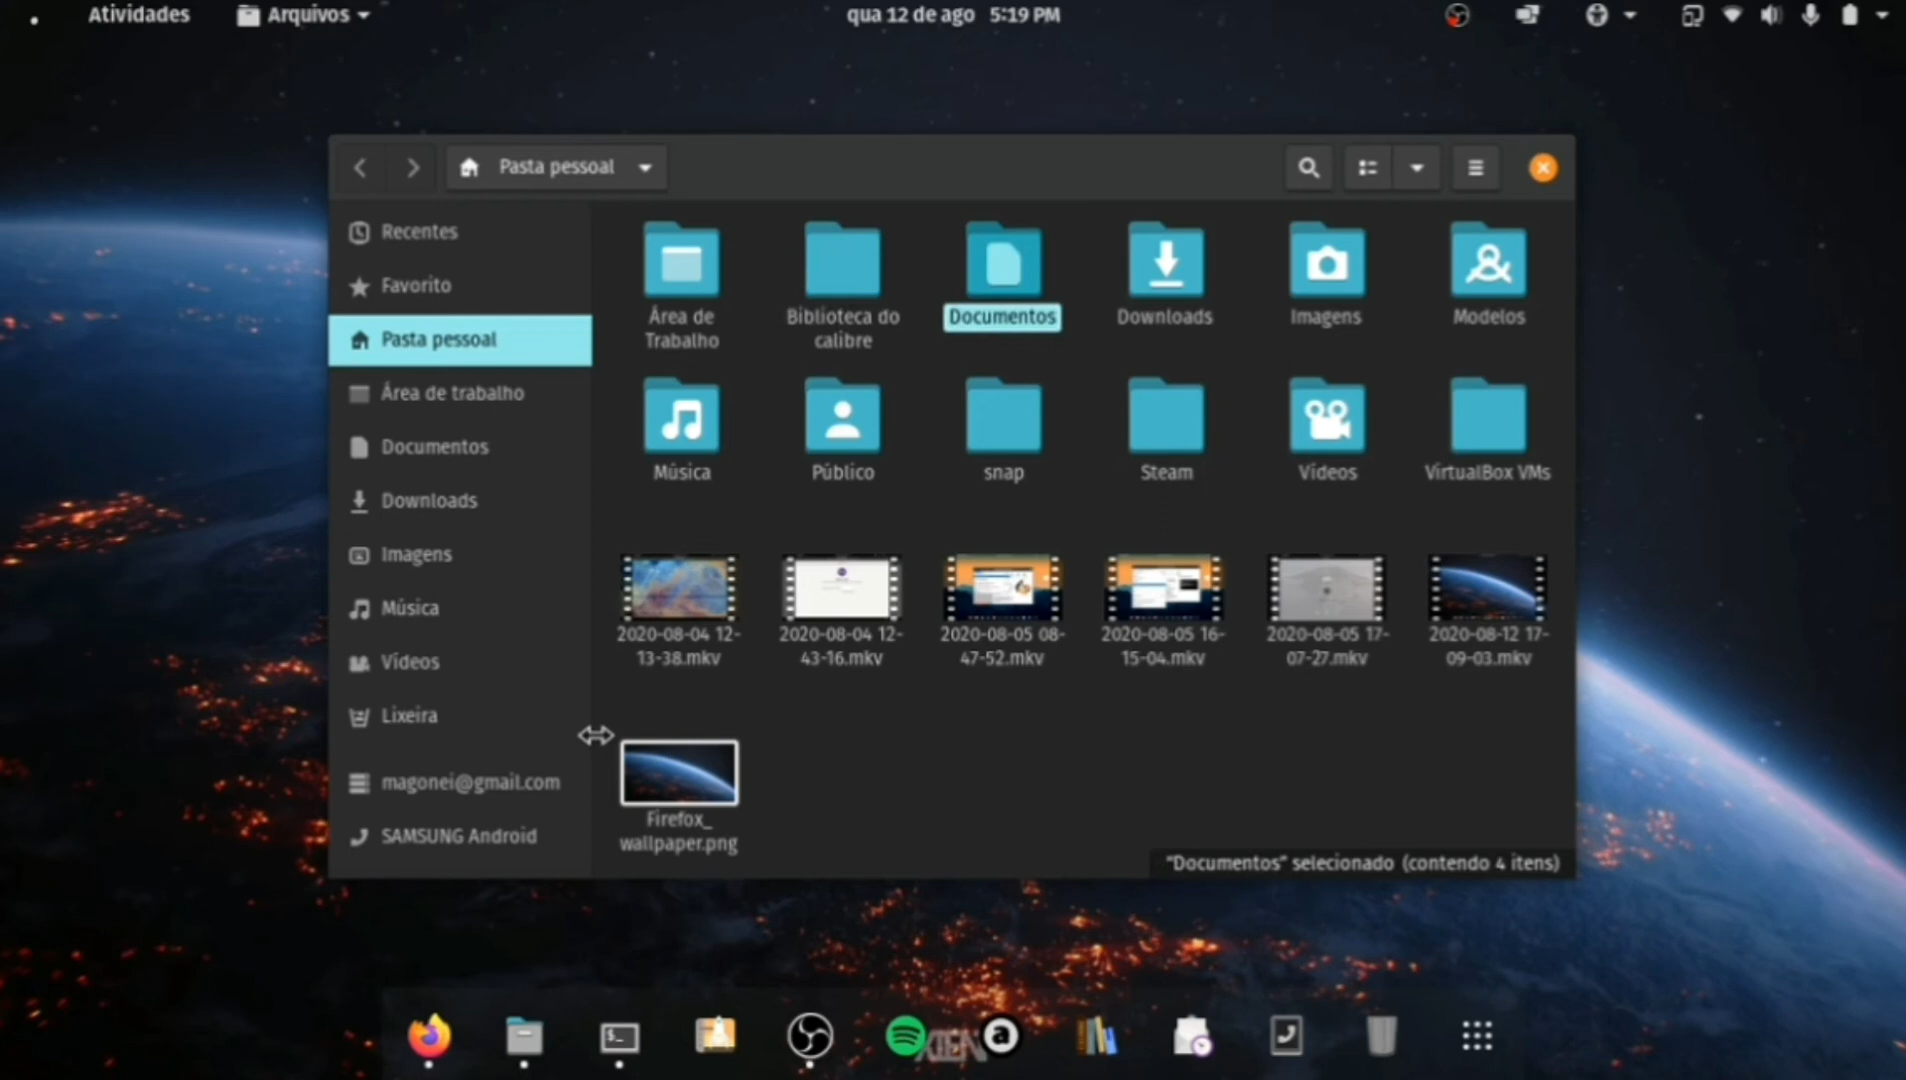 Atividades
Arquivos
qua 12 de ago 5:19 PM
Pasta pessoal
Recentes
Favorito
Pasta pessoal
Área de trabalho
Documentos
Downloads
Imagens
Música
Vídeos
Lixeira
magonei@gmail.com
SAMSUNG Android
Área de
Trabalho
Biblioteca do
calibre
Documentos
Downloads
Imagens
Modelos
Música
Público
snap
Steam
Vídeos
VirtualBox VMs
2020-08-04 12-
13-38.mkv
2020-08-04 12-
43-16.mkv
2020-08-05 08-
47-52.mkv
2020-08-05 16-
15-04.mkv
2020-08-05 17-
07-27.mkv
2020-08-12 17-
09-03.mkv
Firefox_
wallpaper.png
"Documentos" selecionado (contendo 4 itens)